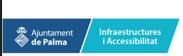 Ajuntament
de Palma
Infraestructures
i Accessibilitat